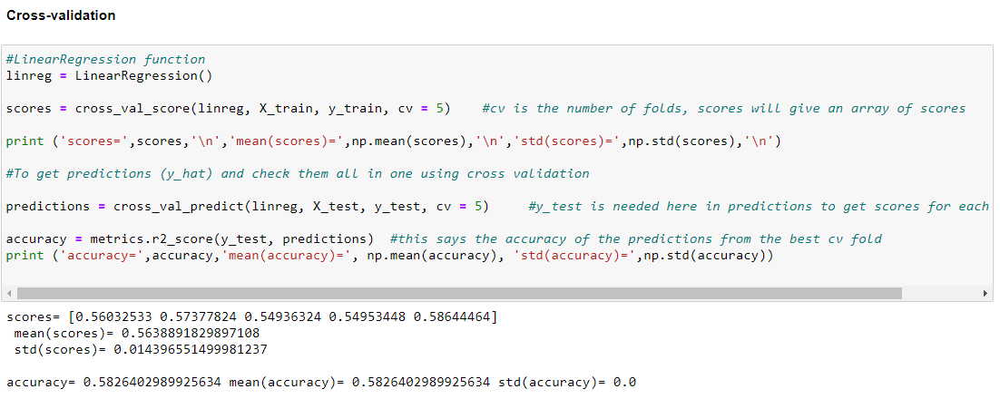 Cross-validation
#LinearRegression function
linreg = LinearRegression()
scores = cross_val_score(linreg, X_train, y_train, cv = 5)    #cv is the number of folds, scores will give an array of scores
print ('scores=',scores,'\n','mean(scores)=',np.mean(scores),'\n','std(scores)=',np.std(scores),'\n')
#To get predictions (y_hat) and check them all in one using cross validation
predictions = cross_val_predict(linreg, X_test, y_test, cv = 5)     #y_test is needed here in predictions to get scores for each
accuracy = metrics.r2_score(y_test, predictions)  #this says the accuracy of the predictions from the best cv fold
print ('accuracy=',accuracy,'mean(accuracy)=', np.mean(accuracy), 'std(accuracy)=',np.std(accuracy))
scores= [0.56032533 0.57377824 0.54936324 0.54953448 0.58644464]
mean(scores)= 0.5638891829897108
std(scores)= 0.014396551499981237
accuracy= 0.5826402989925634 mean(accuracy)= 0.5826402989925634 std(accuracy)= 0.0